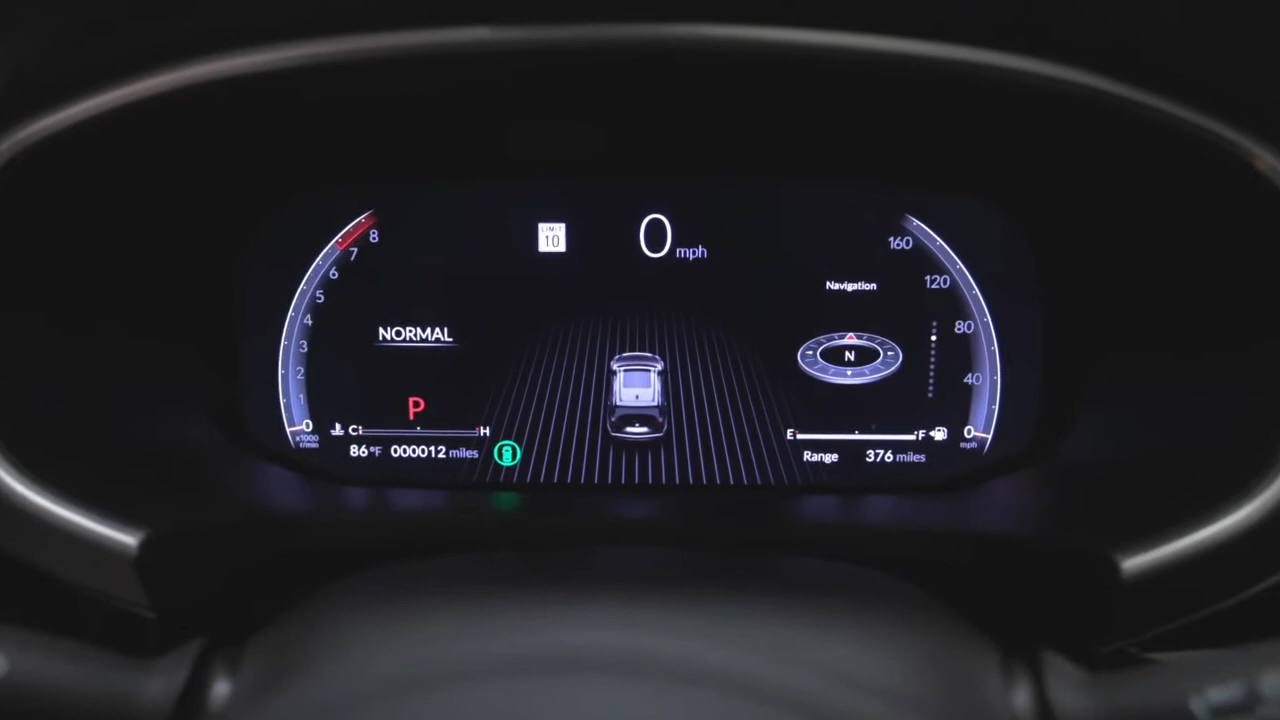 LIMIT
10
0 mph
8
7
6
5
4
3
2
1
0
x1000
r/min
NORMAL
P
C H
86°F 000012 miles
Navigation
N
160
120
80
40
0
mph
E F
Range 376 miles